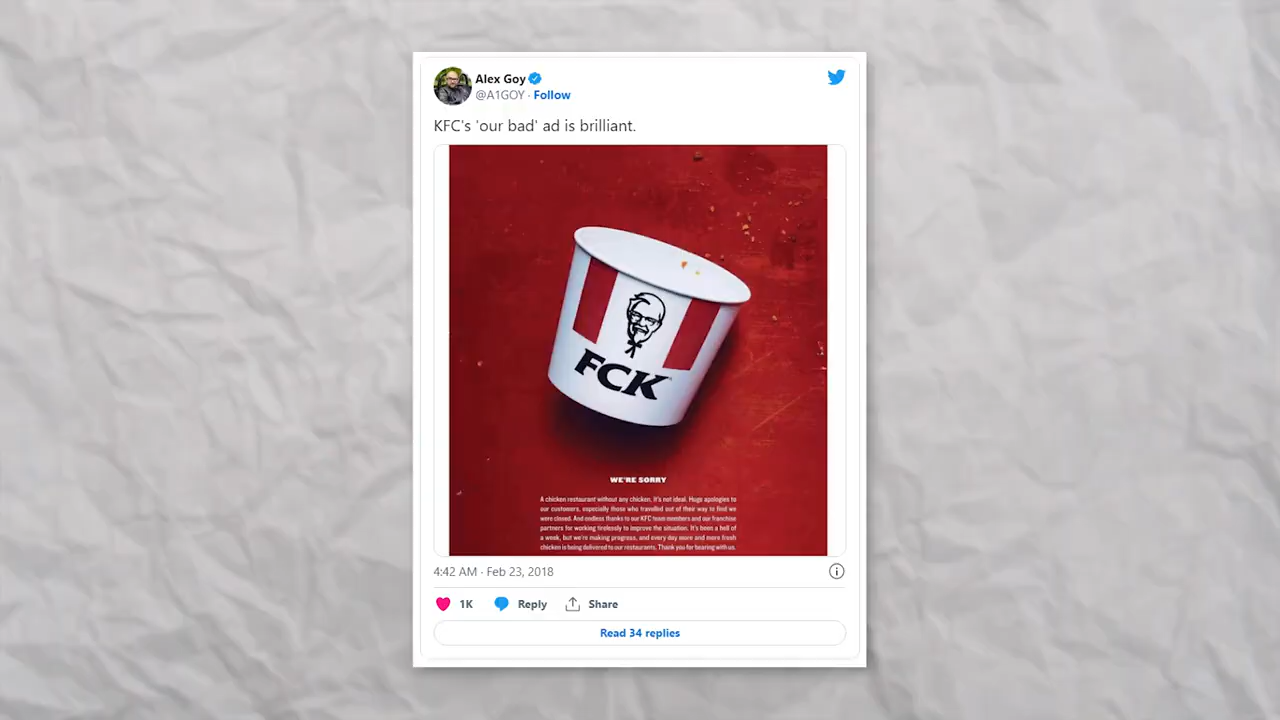 Alex Goy
@A1GOY · Follow
KFC's 'our bad' ad is brilliant.
FCK
WE'RE SORRY
A chicken restaurant without any chicken. It's not ideal. Huge apologies to
our customers, especially those who travelled out of their way to find we
were closed. And endless thanks to our KFC team members and our franchise
partners for working tirelessly to improve the situation. It's been a hell of
a week, but we're making progress, and every day more and more fresh
chicken is being delivered to our restaurants. Thank you for bearing with us.
4:42 AM · Feb 23, 2018
1K Reply Share
Read 34 replies